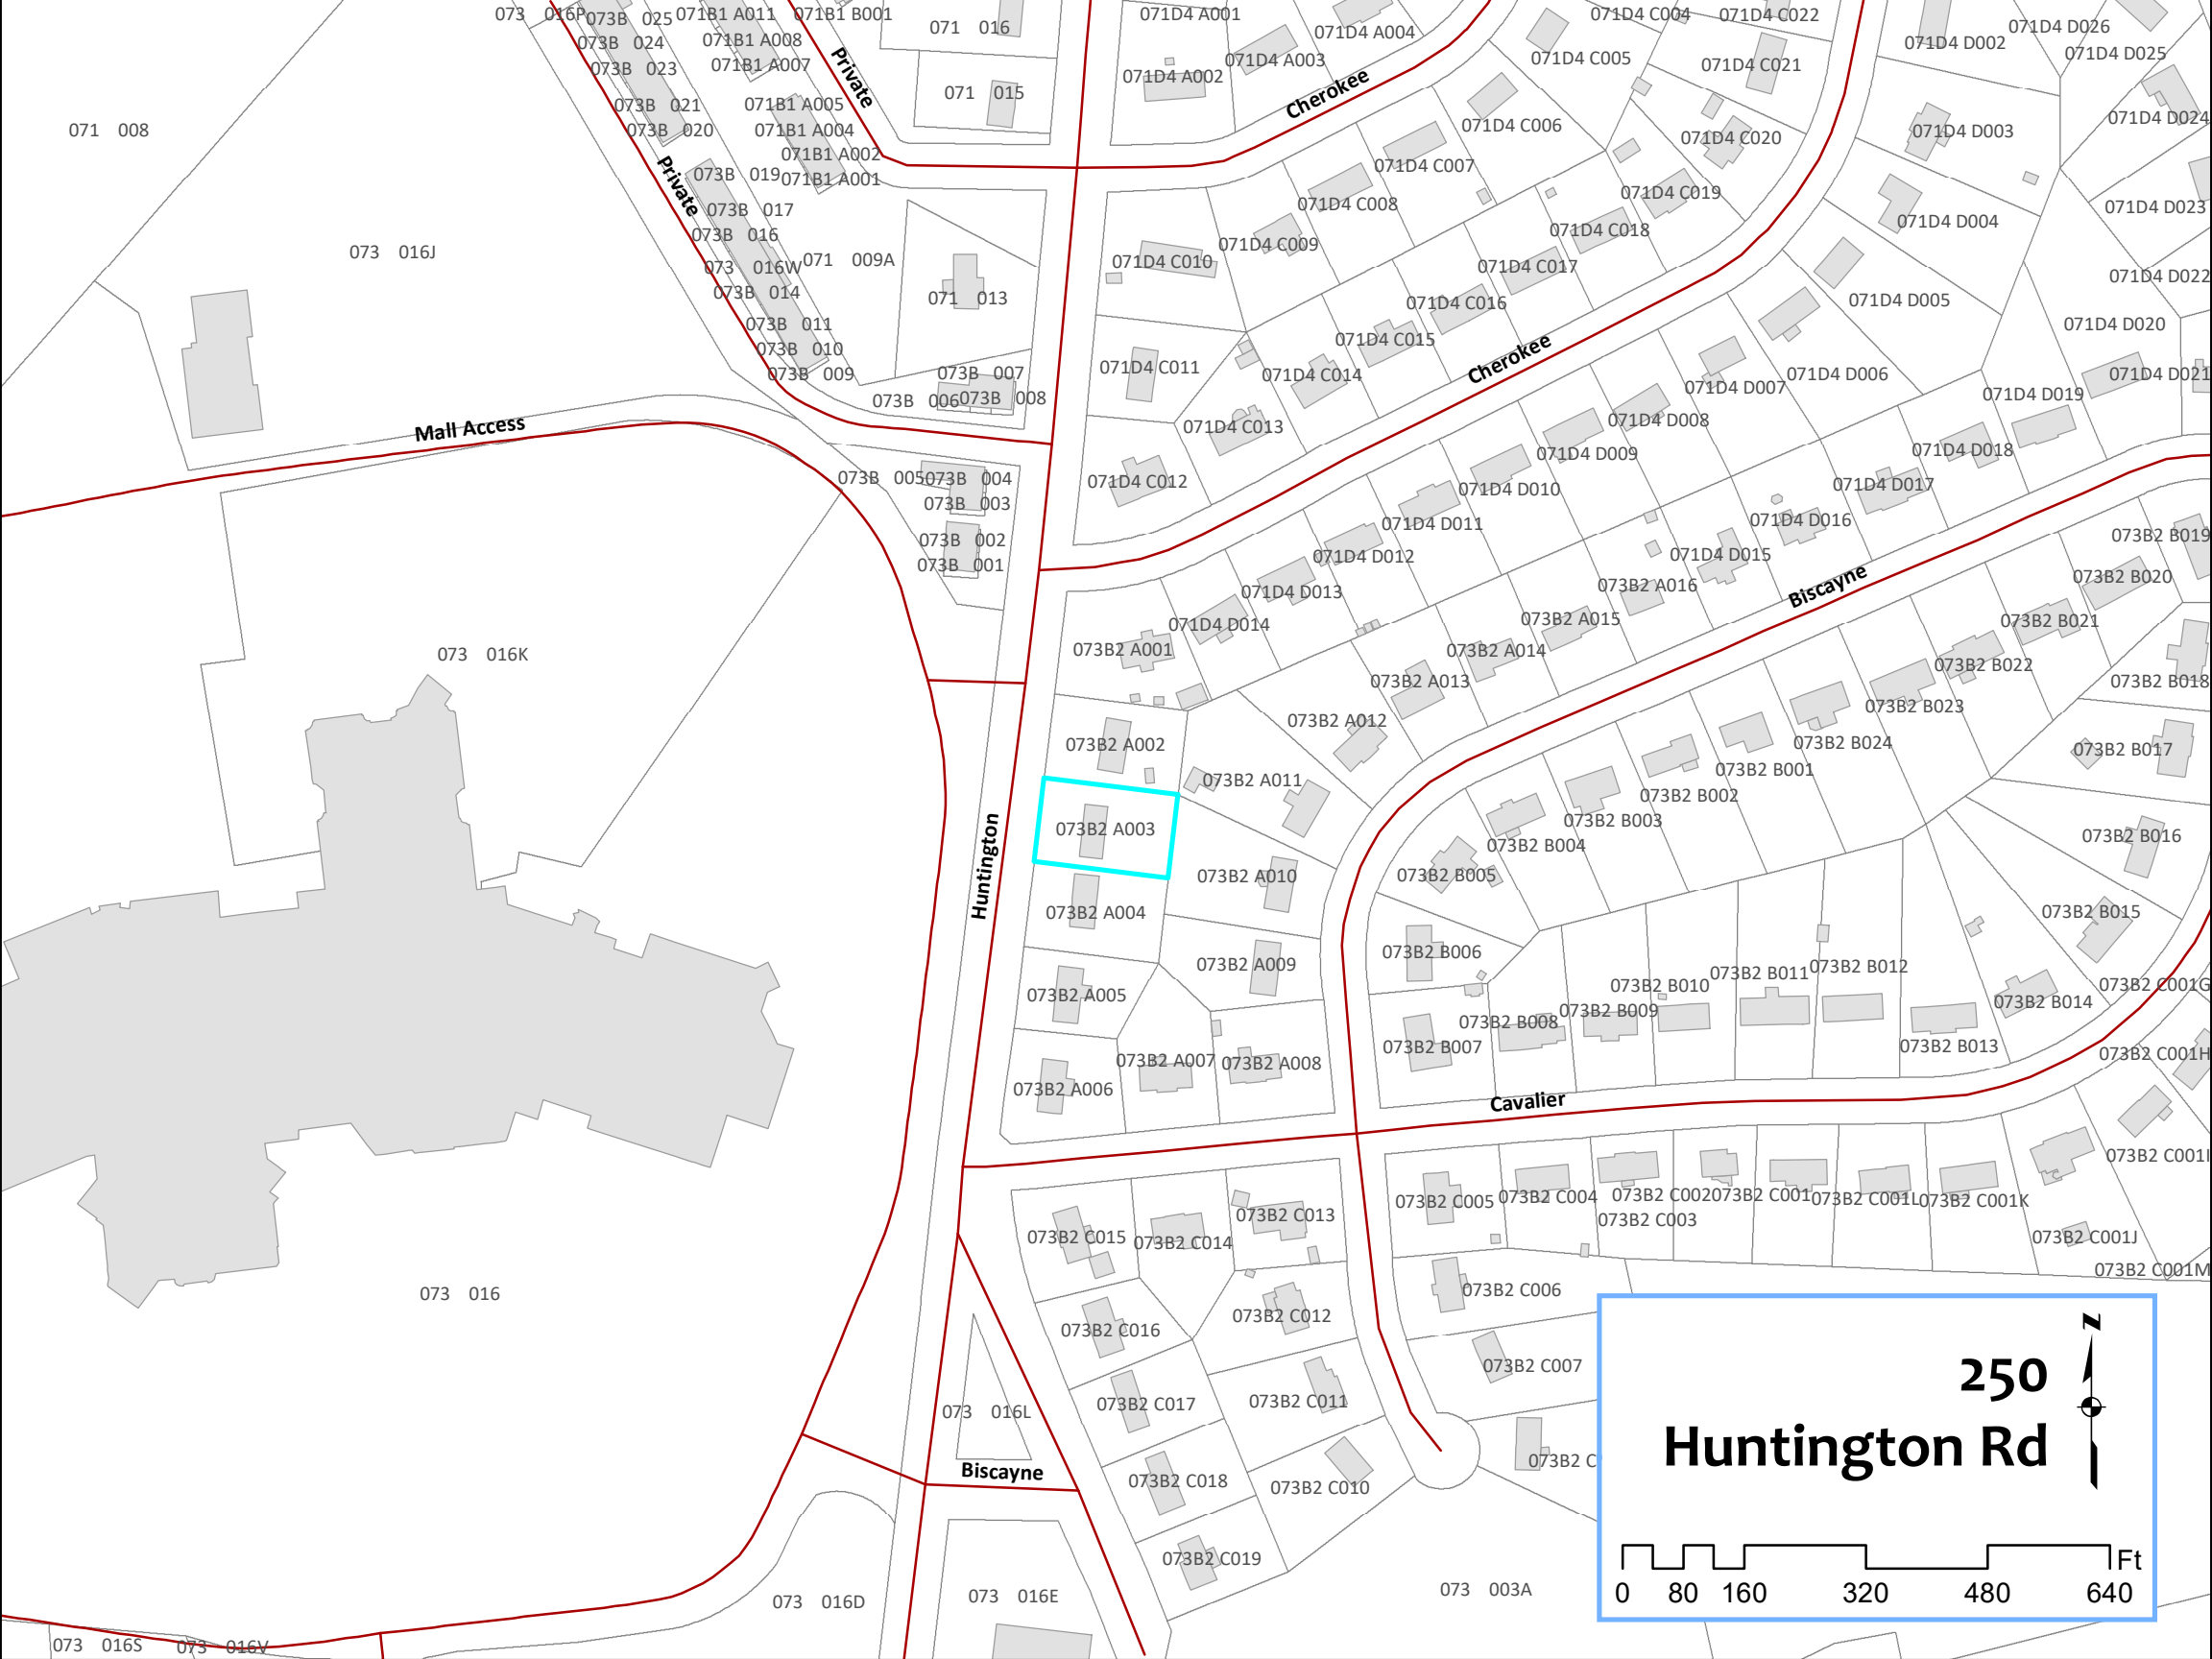 073 016P
073B 025
071B1 A011
071B1 B001
071 016
071D4 A001
071D4 A004
071D4 C004
071D4 C022
071D4 D026
073B 024
071B1 A008
071D4 D002
071D4 D025
073B 023
071B1 A007
Private
071D4 A003
071D4 C005
071D4 C021
071D4 A002
Cherokee
071 015
073B 021
071B1 A005
071D4 D024
071 008
073B 020
071B1 A004
071D4 C006
071D4 C020
071D4 D003
071B1 A002
071D4 C007
Private
073B 019
071B1 A001
071D4 C019
073B 017
071D4 C008
071D4 D023
073B 016
071D4 C018
071D4 D004
073 016J
071D4 C009
073 016W
071 009A
071D4 C010
071D4 C017
071D4 D022
073B 014
071 013
071D4 C016
071D4 D005
073B 011
071D4 C015
071D4 D020
073B 010
Cherokee
073B 009
073B 007
071D4 C011
071D4 C014
071D4 D006
071D4 D021
071D4 D007
071D4 D019
073B 006
073B 008
Mall Access
071D4 C013
071D4 D008
071D4 D009
071D4 D018
073B 005
073B 004
071D4 C012
071D4 D010
071D4 D017
073B 003
071D4 D011
071D4 D016
073B 002
073B2 B019
073B 001
071D4 D012
071D4 D015
Biscayne
073B2 B020
071D4 D013
073B2 A016
071D4 D014
073B2 A015
073B2 B021
073 016K
073B2 A001
073B2 A014
073B2 B022
073B2 A013
073B2 B018
073B2 A012
073B2 B023
073B2 A002
073B2 B024
073B2 B017
073B2 A011
073B2 B001
073B2 B002
073B2 A003
073B2 B003
073B2 B016
073B2 B004
Huntington
073B2 A010
073B2 B005
073B2 A004
073B2 B015
073B2 B006
073B2 A009
073B2 B012
073B2 B011
073B2 A005
073B2 B010
073B2 C001G
073B2 B014
073B2 B009
073B2 B008
073B2 B007
073B2 B013
073B2 C001H
073B2 A007
073B2 A008
073B2 A006
Cavalier
073B2 C001I
073B2 C005
073B2 C004
073B2 C002
073B2 C001
073B2 C001L
073B2 C001K
073B2 C013
073B2 C003
073B2 C015
073B2 C014
073B2 C001J
073B2 C001M
073 016
073B2 C006
073B2 C012
073B2 C016
073B2 C007
073B2 C017
073B2 C011
073 016L
073B2 C
Biscayne
073B2 C018
073B2 C010
073B2 C019
073 016D
073 016E
073 003A
073 016S
073 016V
250
Huntington Rd
N
Ft
0 80 160 320 480 640